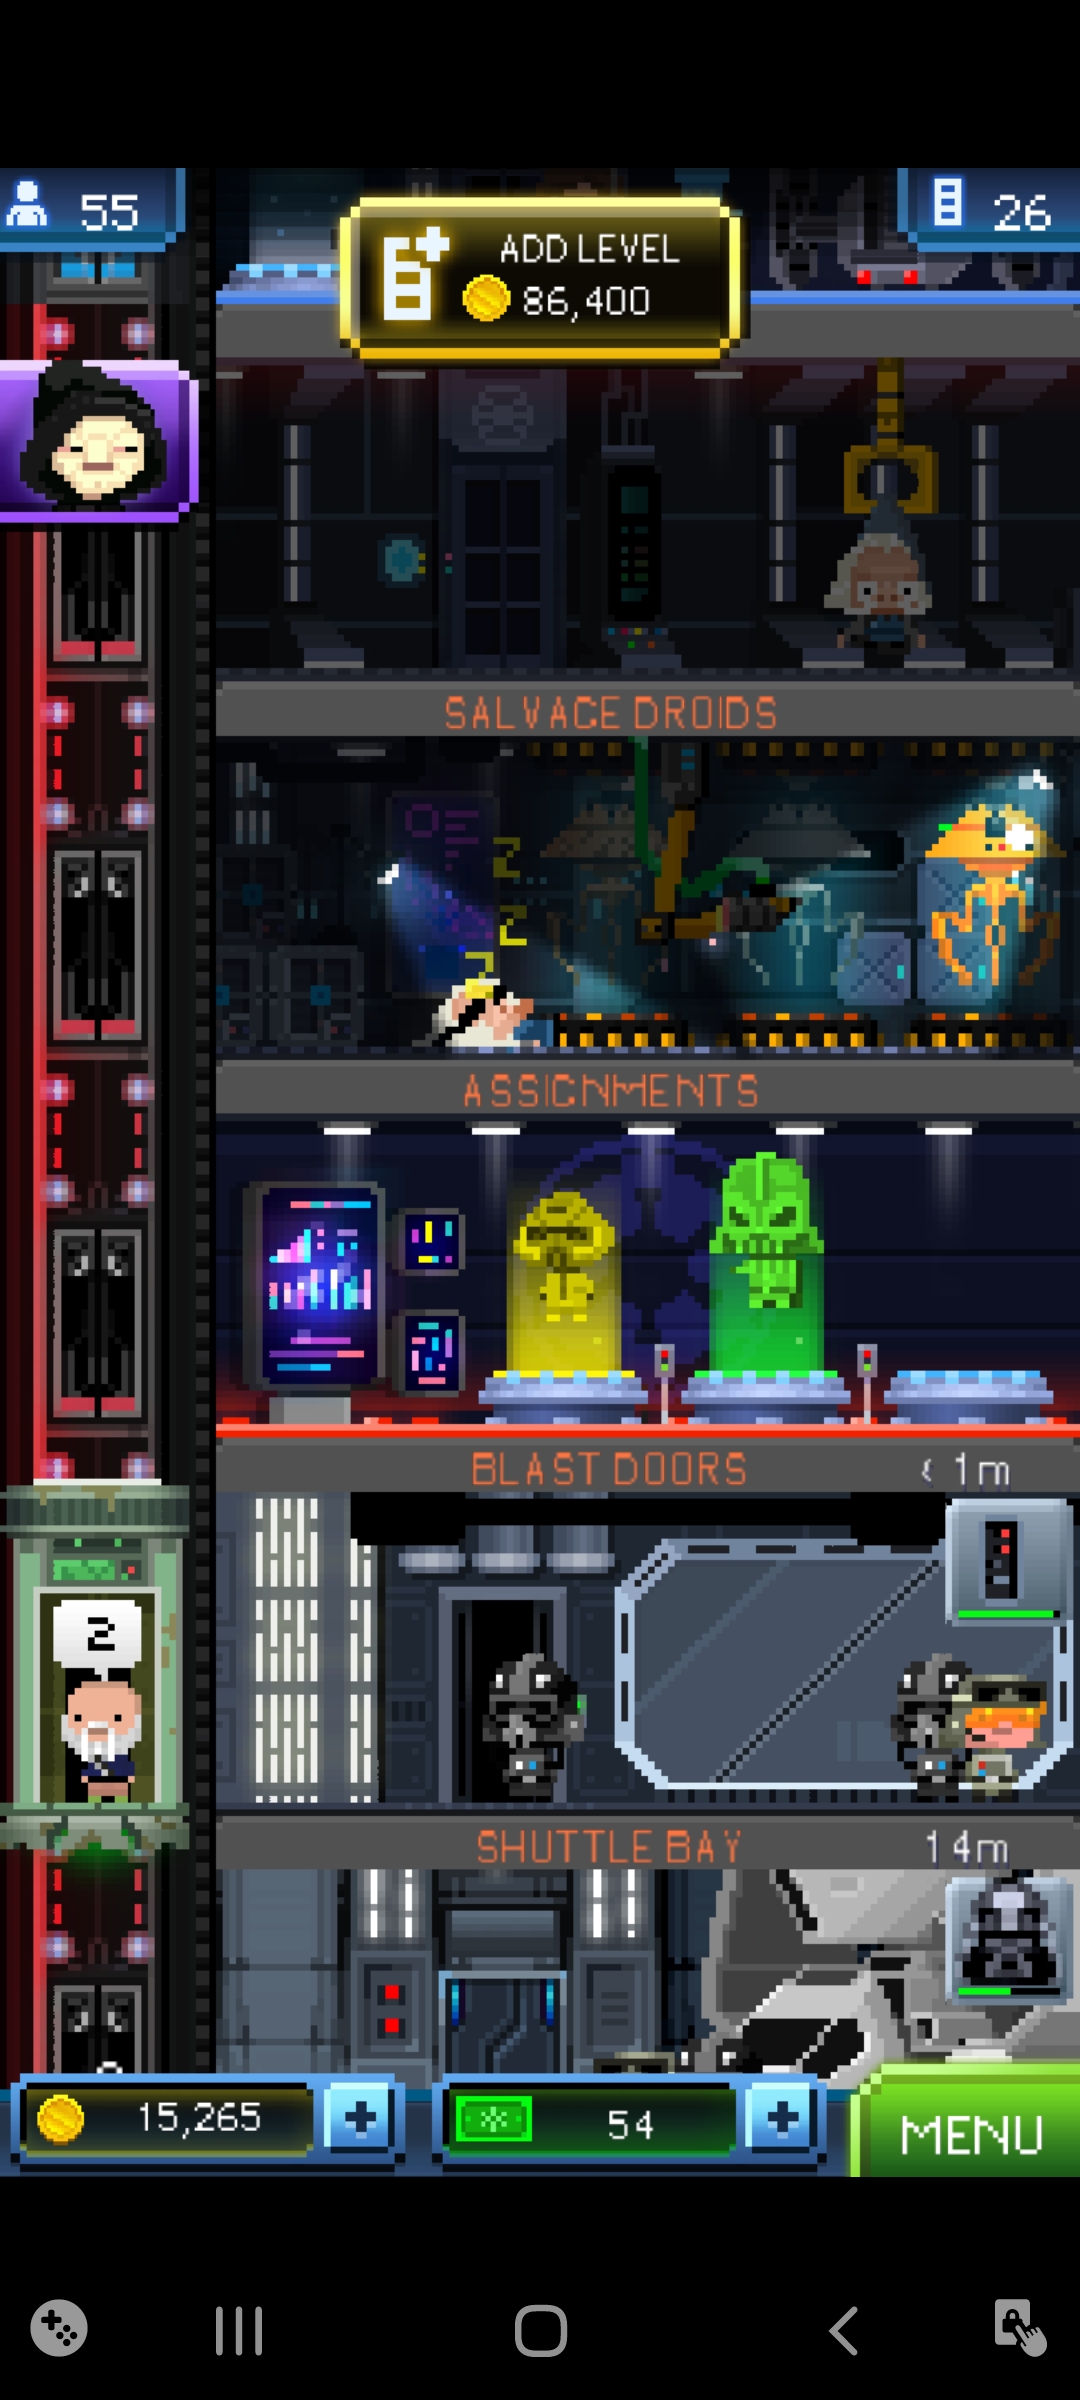 55
ADD LEVEL
86,400
26
SALVAGE DROIDS
Z
Z
Z
ASSIGNMENTS
BLAST DOORS < 1m
2
SHUTTLE BAY 14m
15,265 +
54 +
MENU